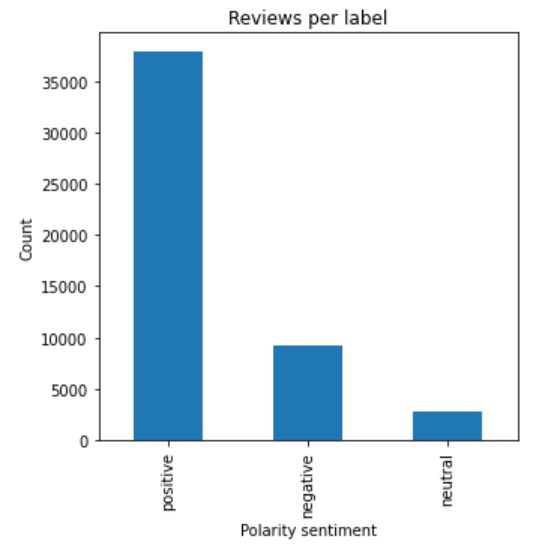 Reviews per label
35000
30000
25000
20000
15000
10000
5000
0
Count
positive
negative
neutral
Polarity sentiment